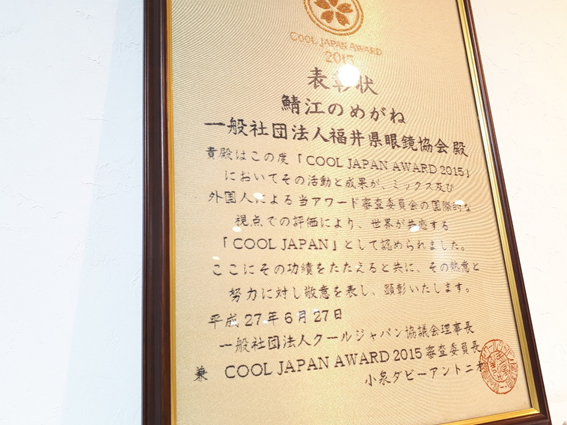 COOL JAPAN AWARD
2015
表彰状
鯖江のめがね
一般社団法人福井県眼鏡協会殿
貴殿はこの度「COOL JAPAN AWARD 2015」
においてその活動と成果が、ミックス及び
外国人による当アワード審査委員会の国際的な
視点での評価により、世界が共感する
「COOL JAPAN」として認められました。
ここにその功績をたたえると共に、その熱意と
努力に対し敬意を表し、顕彰いたします。
平成27年6月27日
一般社団法人クールジャパン協議会理事長
兼 COOL JAPAN AWARD 2015審査委員長
小泉ダビーアントニオ